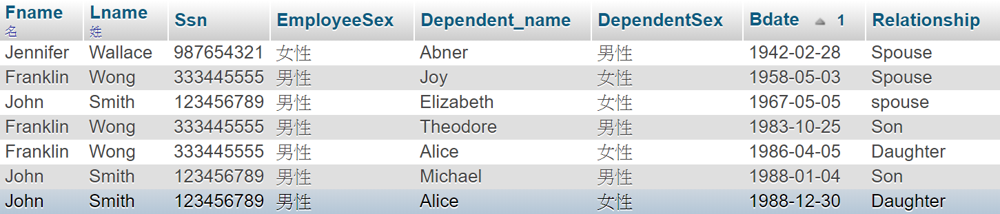 Fname Lname Ssn EmployeeSex Dependent_name DependentSex Bdate 1 Relationship
名 姓
Jennifer Wallace 987654321 女性 Abner 男性 1942-02-28 Spouse
Franklin Wong 333445555 男性 Joy 女性 1958-05-03 Spouse
John Smith 123456789 男性 Elizabeth 女性 1967-05-05 spouse
Franklin Wong 333445555 男性 Theodore 男性 1983-10-25 Son
Franklin Wong 333445555 男性 Alice 女性 1986-04-05 Daughter
John Smith 123456789 男性 Michael 男性 1988-01-04 Son
John Smith 123456789 男性 Alice 女性 1988-12-30 Daughter